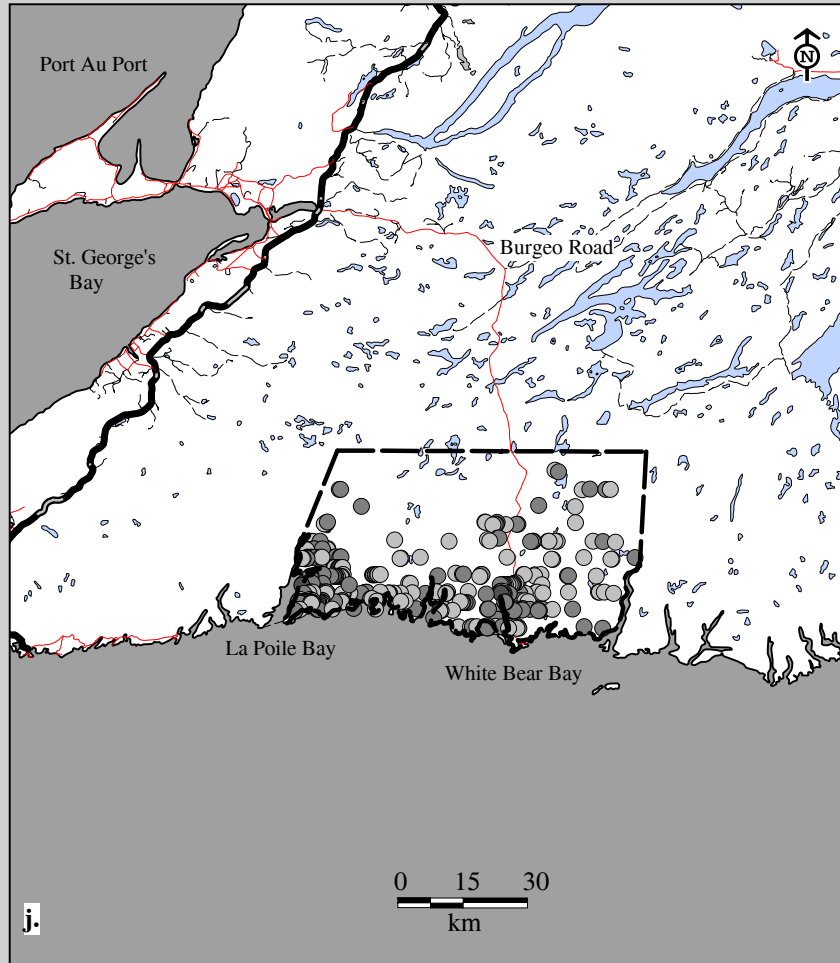 N
Port Au Port
St. George's
Bay
Burgeo Road
La Poile Bay
White Bear Bay
0 15 30
km
j.